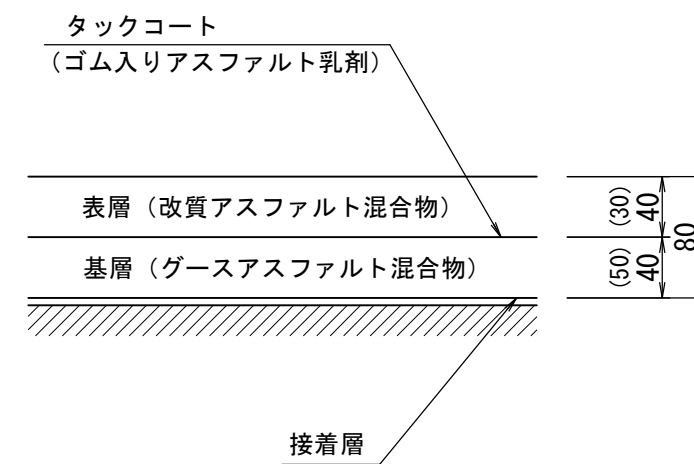 タックコート
（ゴム入りアスファルト乳剤）
表層（改質アスファルト混合物）
(30)
40
基層（グースアスファルト混合物）
(50)
40
80
接着層